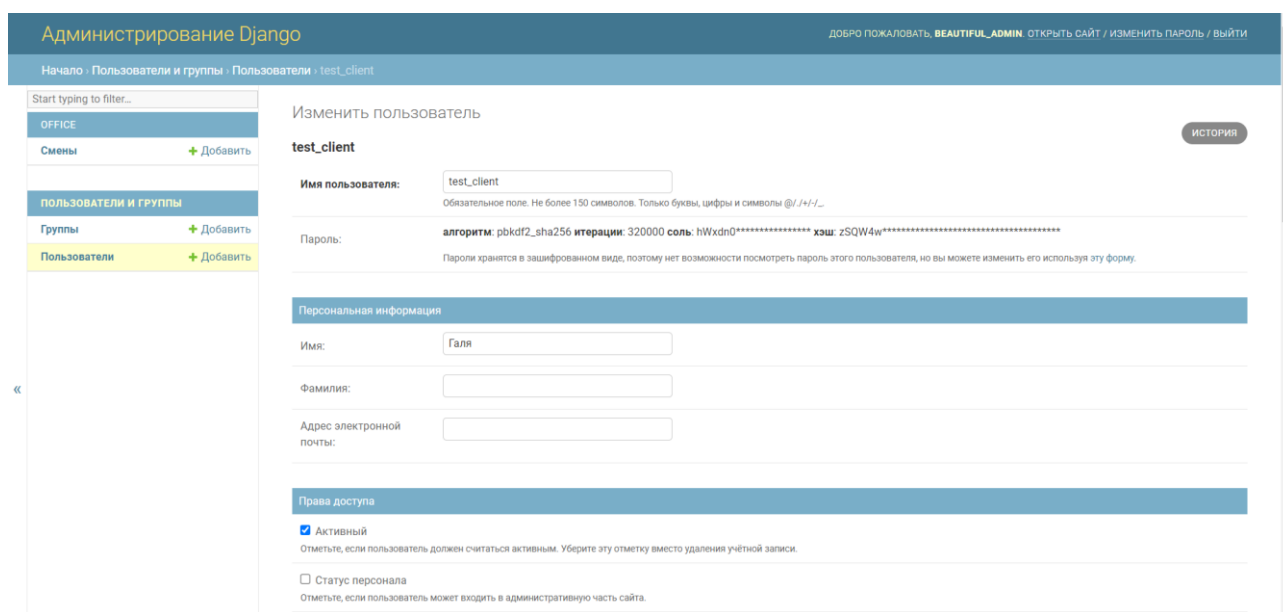 Администрирование Django
ДОБРО ПОЖАЛОВАТЬ, BEAUTIFUL_ADMIN. ОТКРЫТЬ САЙТ / ИЗМЕНИТЬ ПАРОЛЬ / ВЫЙТИ
Начало › Пользователи и группы › Пользователи › test_client
Start typing to filter...
OFFICE
Смены + Добавить
ПОЛЬЗОВАТЕЛИ И ГРУППЫ
Группы + Добавить
Пользователи + Добавить
«
Изменить пользователь
ИСТОРИЯ
test_client
Имя пользователя: test_client
Обязательное поле. Не более 150 символов. Только буквы, цифры и символы @/./+/-/_.
Пароль: алгоритм: pbkdf2_sha256 итерации: 320000 соль: hWxdn0**************** хэш: zSQW4w**************************************
Пароли хранятся в зашифрованном виде, поэтому нет возможности посмотреть пароль этого пользователя, но вы можете изменить его используя эту форму.
Персональная информация
Имя: Галя
Фамилия:
Адрес электронной
почты:
Права доступа
Активный
Отметьте, если пользователь должен считаться активным. Уберите эту отметку вместо удаления учётной записи.
Статус персонала
Отметьте, если пользователь может входить в административную часть сайта.